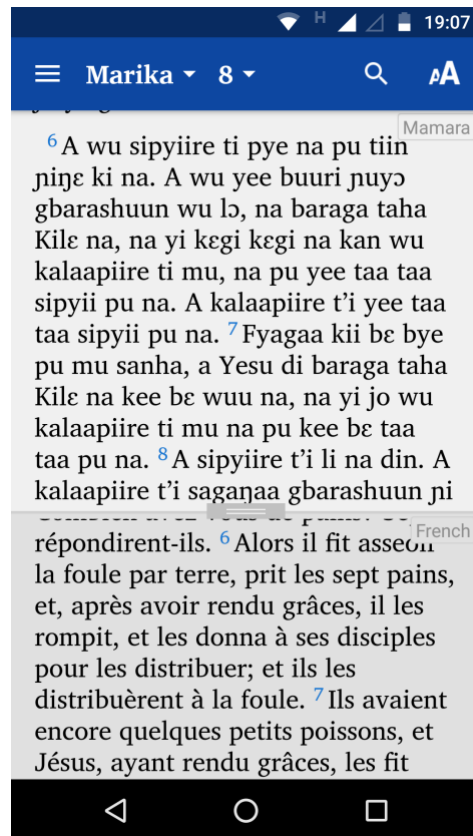 H 19:07
Marika 8 AA
Mamara
6 A wu sipyiire ti pye na pu tiin
ɲiŋɛ ki na. A wu yee buuri ɲuyɔ
gbarashuun wu lɔ, na baraga taha
Kilɛ na, na yi kɛgi kɛgi na kan wu
kalaapiire ti mu, na pu yee taa taa
sipyii pu na. A kalaapiire t’i yee taa
taa sipyii pu na. 7 Fyagaa kii bɛ bye
pu mu sanha, a Yesu di baraga taha
Kilɛ na kee bɛ wuu na, na yi jo wu
kalaapiire ti mu na pu kee bɛ taa
taa pu na. 8 A sipyiire t’i li na din. A
kalaapiire t’i sagaŋaa gbarashuun ɲi
French
répondirent-ils. 6 Alors il fit asseoir
la foule par terre, prit les sept pains,
et, après avoir rendu grâces, il les
rompit, et les donna à ses disciples
pour les distribuer; et ils les
distribuèrent à la foule. 7 Ils avaient
encore quelques petits poissons, et
Jésus, ayant rendu grâces, les fit